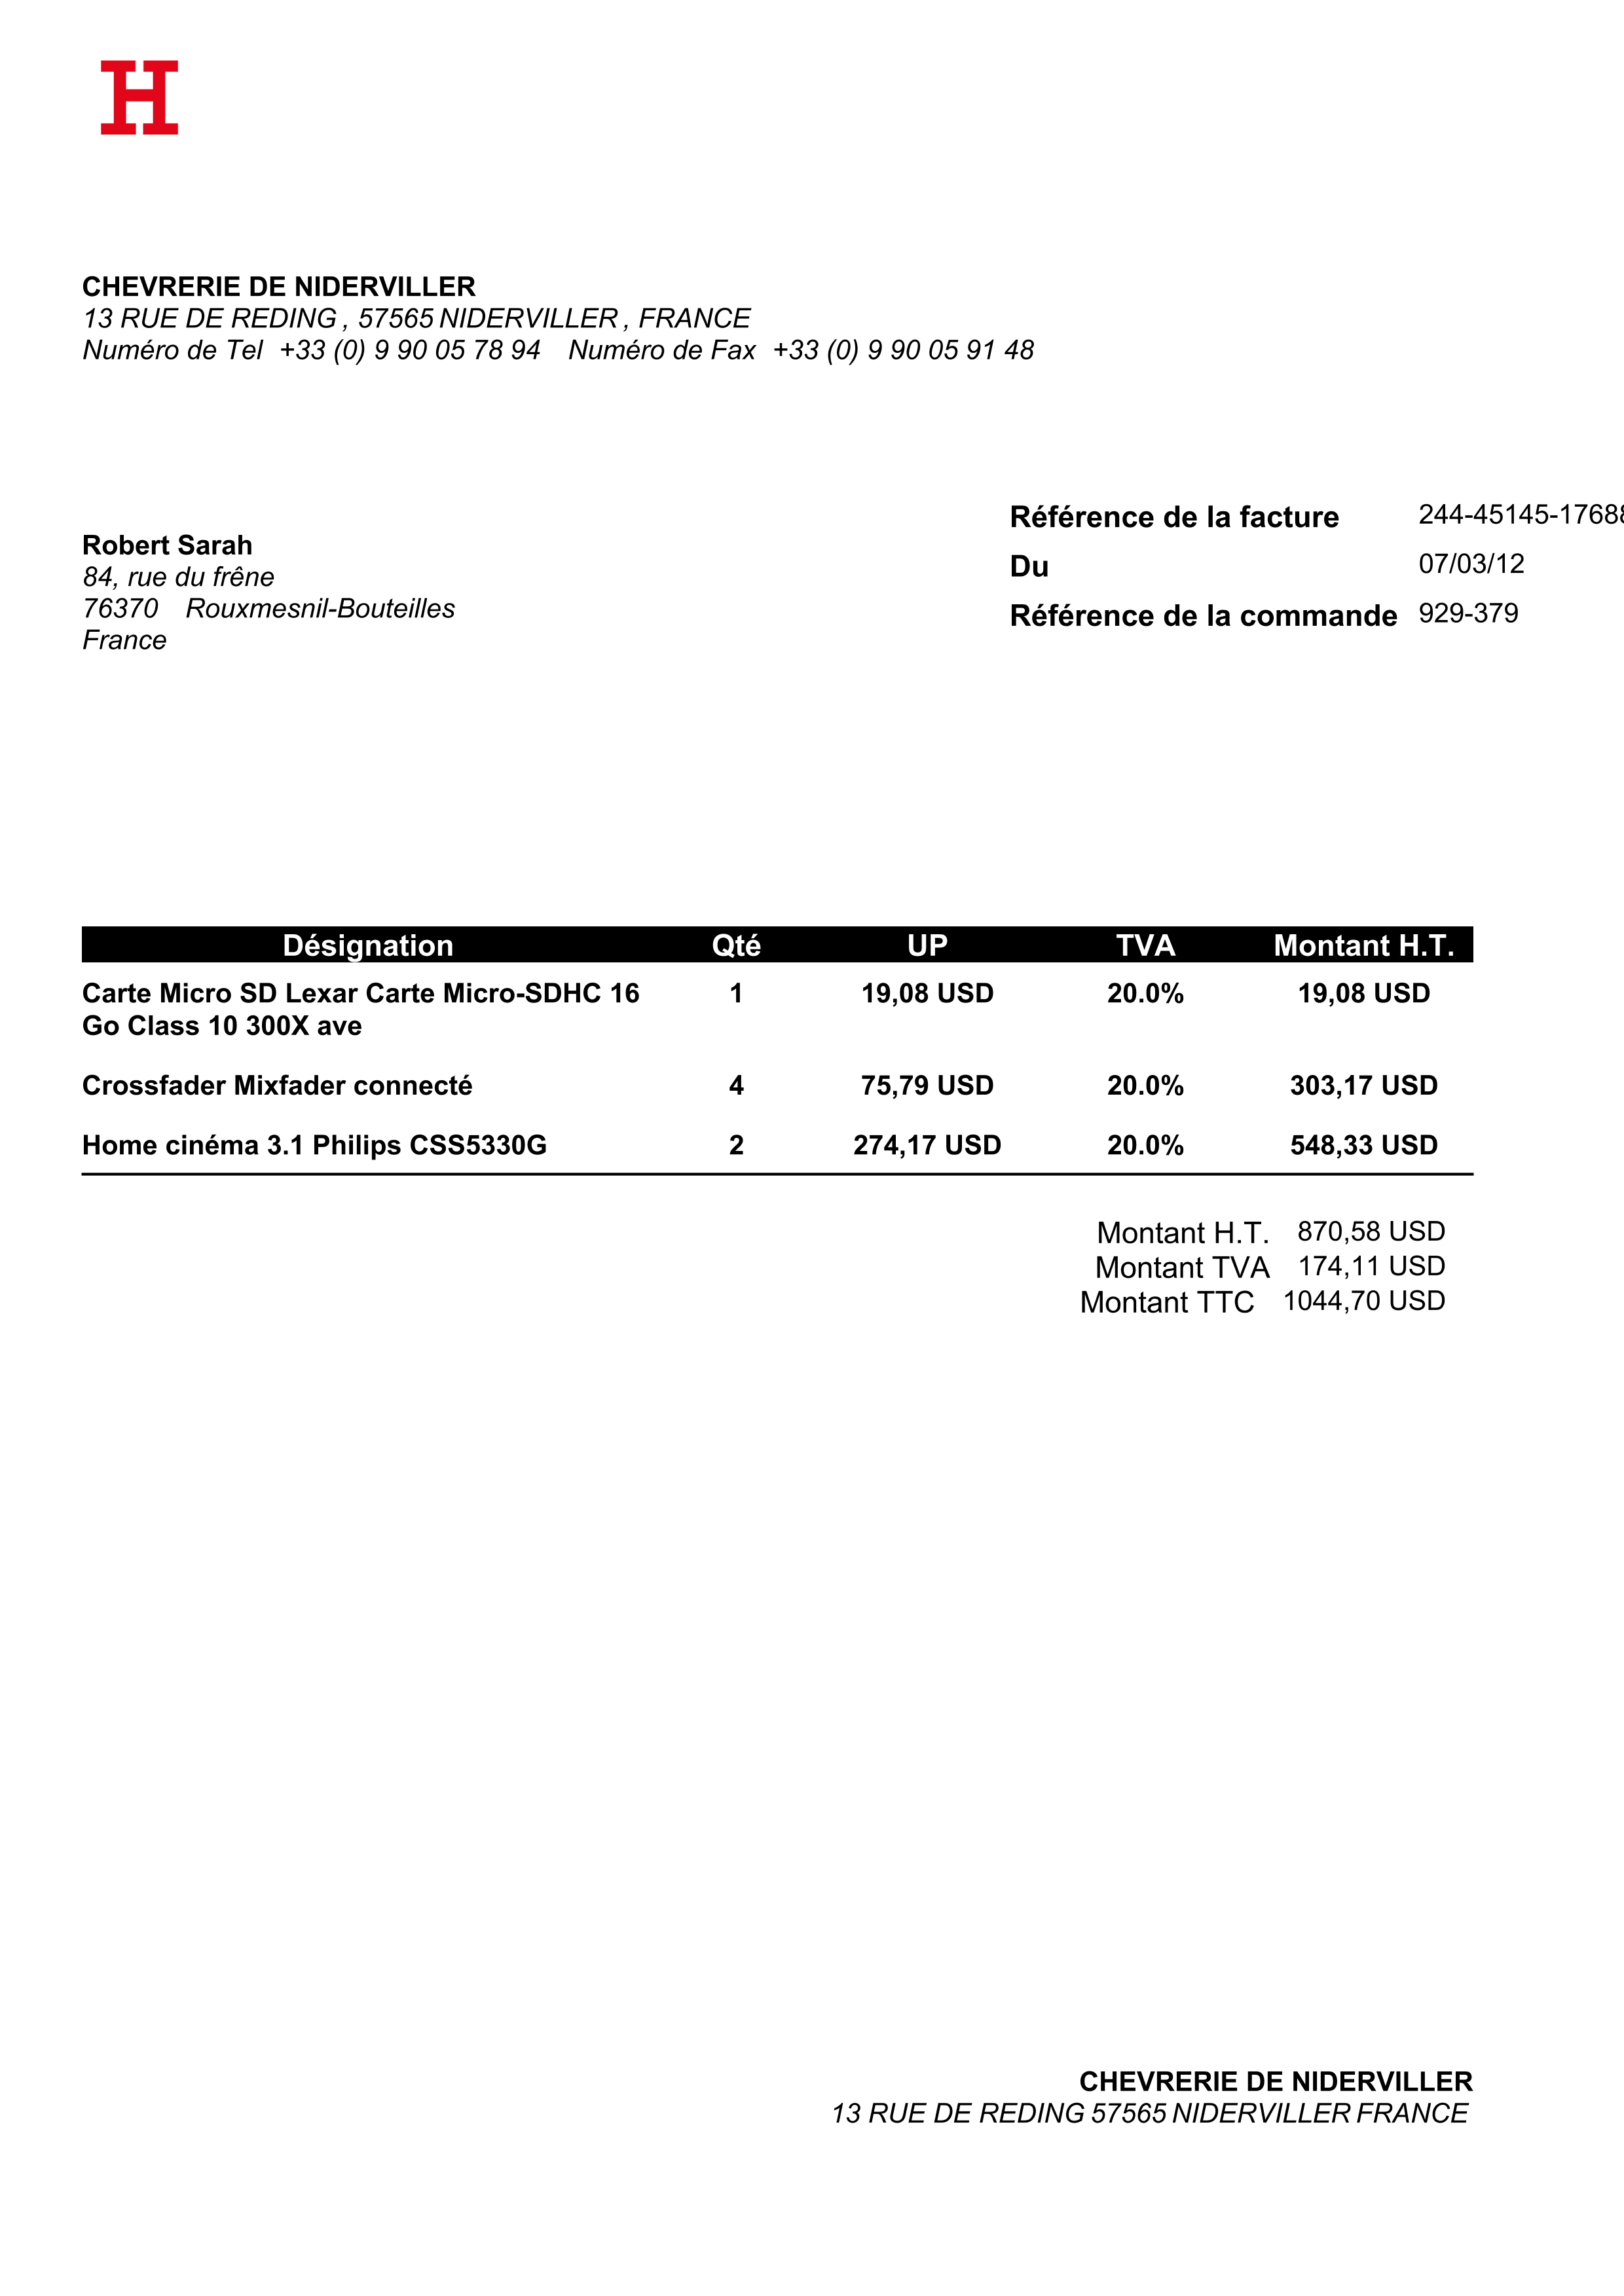 H
CHEVRERIE DE NIDERVILLER
13 RUE DE REDING , 57565 NIDERVILLER , FRANCE
Numéro de Tel +33 (0) 9 90 05 78 94 Numéro de Fax +33 (0) 9 90 05 91 48
Robert Sarah
84, rue du frêne
76370 Rouxmesnil-Bouteilles
France
Référence de la facture
Du 07/03/12
Référence de la commande 929-379
Désignation Qté UP TVA Montant H.T.
Carte Micro SD Lexar Carte Micro-SDHC 16 1 19,08 USD 20.0% 19,08 USD
Go Class 10 300X ave
Crossfader Mixfader connecté 4 75,79 USD 20.0% 303,17 USD
Home cinéma 3.1 Philips CSS5330G 2 274,17 USD 20.0% 548,33 USD
Montant H.T. 870,58 USD
Montant TVA 174,11 USD
Montant TTC 1044,70 USD
CHEVRERIE DE NIDERVILLER
13 RUE DE REDING 57565 NIDERVILLER FRANCE